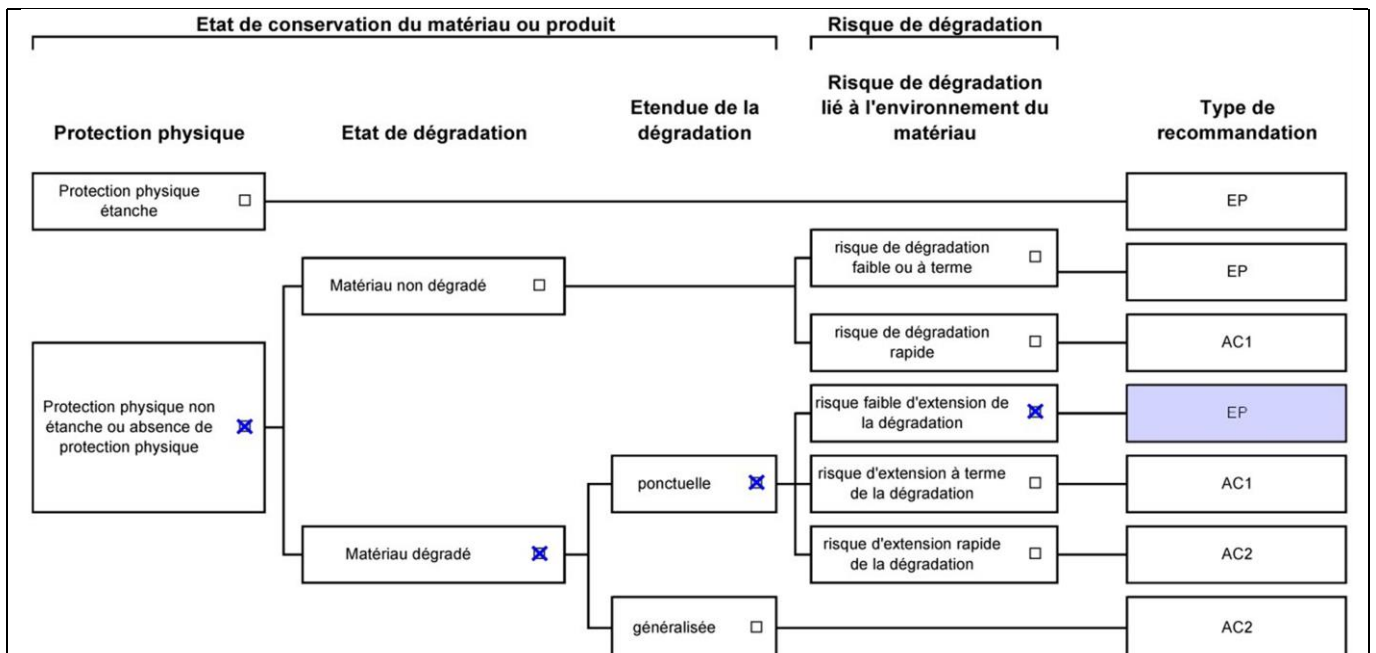 Etat de conservation du matériau ou produit
Risque de dégradation
Protection physique
Etat de dégradation
Etendue de la
dégradation
Risque de dégradation
lié à l'environnement du
matériau
Type de
recommandation
Protection physique
étanche
EP
risque de dégradation
faible ou à terme
EP
Matériau non dégradé
risque de dégradation
rapide
AC1
Protection physique non
étanche ou absence de
protection physique
risque faible d'extension de
la dégradation
EP
ponctuelle
risque d'extension à terme
de la dégradation
AC1
Matériau dégradé
risque d'extension rapide
de la dégradation
AC2
généralisée
AC2